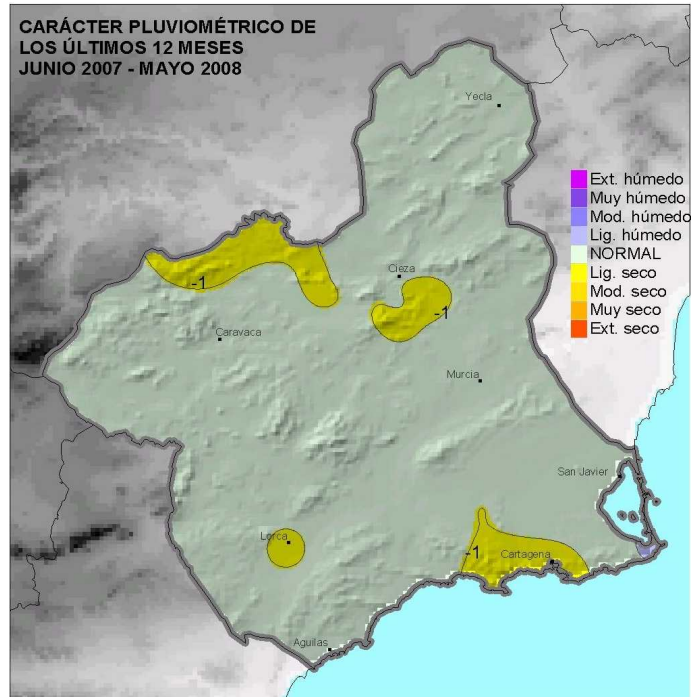 CARÁCTER PLUVIOMÉTRICO DE
LOS ÚLTIMOS 12 MESES
JUNIO 2007 - MAYO 2008
Yecla
Ext. húmedo
Muy húmedo
Mod. húmedo
Lig. húmedo
NORMAL
Lig. seco
Mod. seco
Muy seco
Ext. seco
Cieza
-1
-1
Caravaca
Murcia
San Javier
Lorca
-1
Cartagena
Aguilas